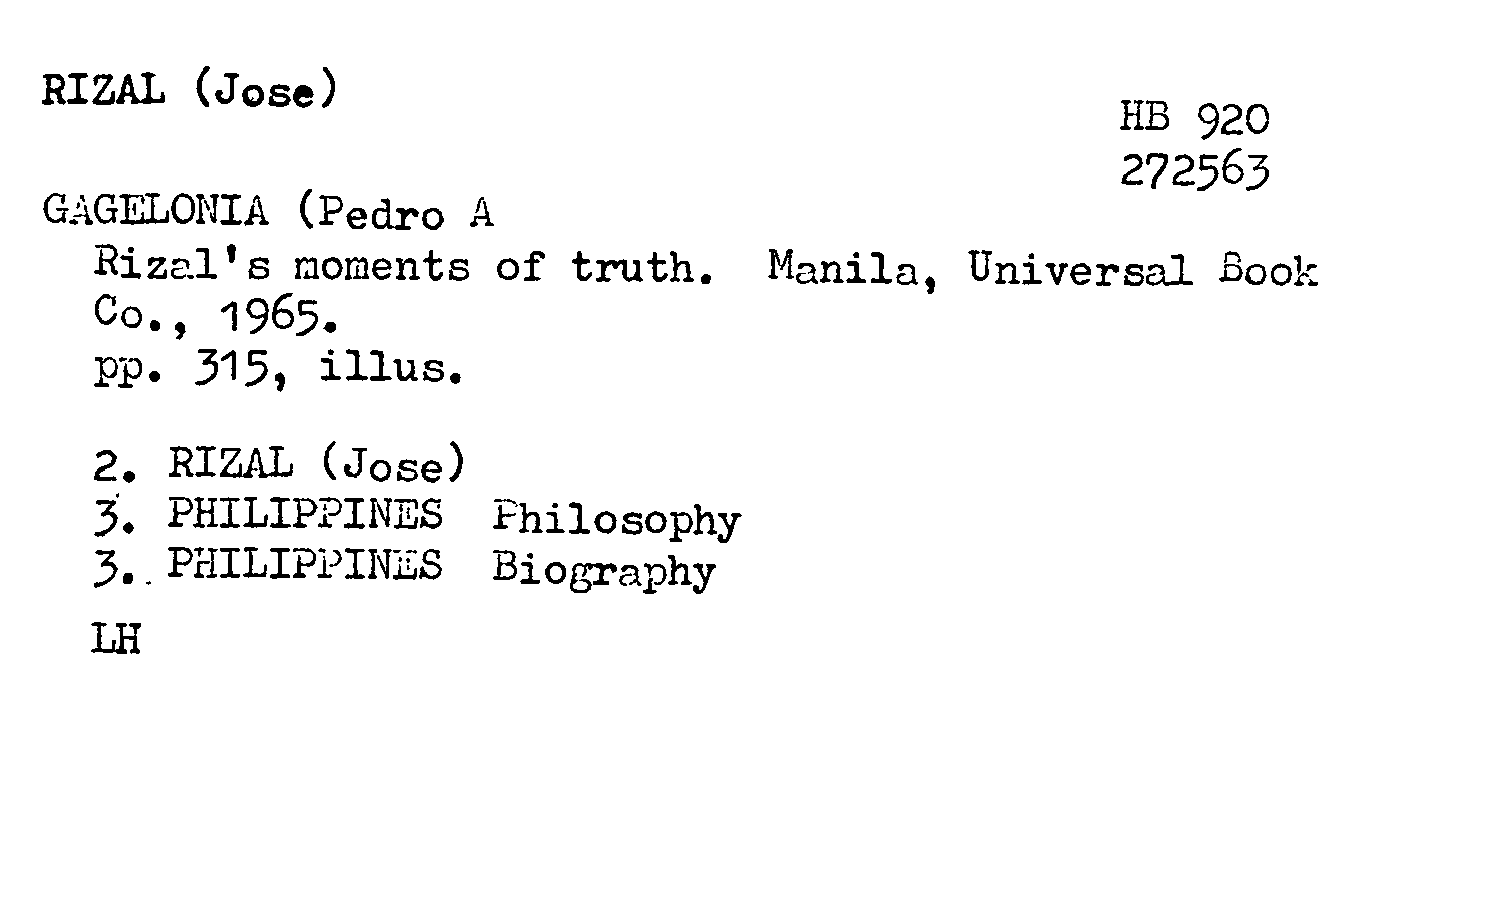 RIZAL (Jose)
HB 920
272563
GAGELONIA (Pedro A
Rizal's moments of truth. Manila, Universal Book
Co., 1965.
pp. 315, illus.
2. RIZAL (Jose)
3. PHILIPPINES Philosophy
3. PHILIPPINES Biography
LH